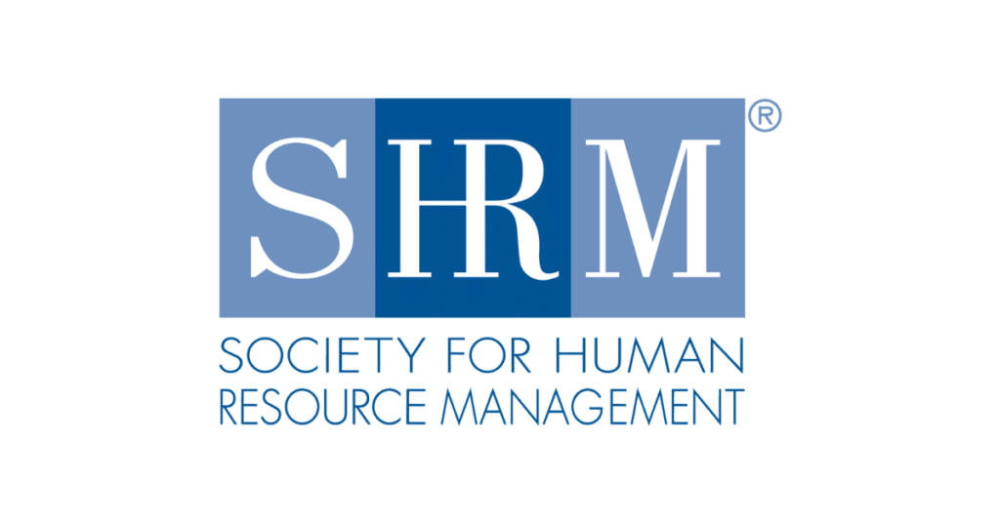 SHRM®
SOCIETY FOR HUMAN
RESOURCE MANAGEMENT